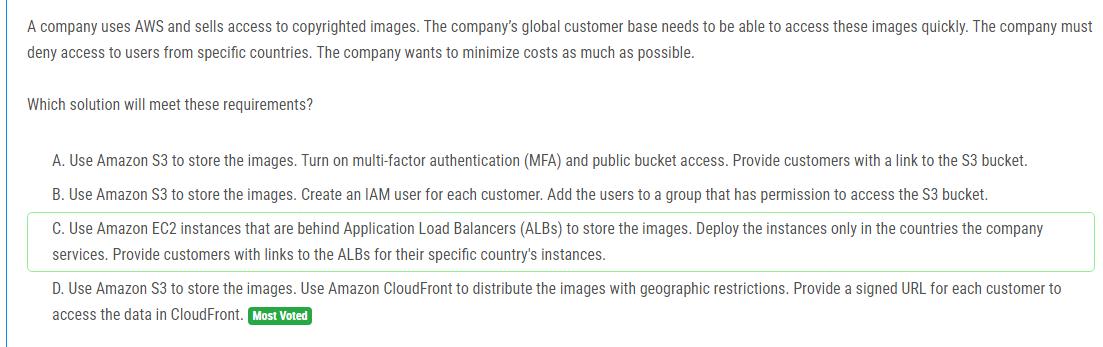 A company uses AWS and sells access to copyrighted images. The company's global customer base needs to be able to access these images quickly. The company must
deny access to users from specific countries. The company wants to minimize costs as much as possible.
Which solution will meet these requirements?
A. Use Amazon S3 to store the images. Turn on multi-factor authentication (MFA) and public bucket access. Provide customers with a link to the S3 bucket.
B. Use Amazon S3 to store the images. Create an IAM user for each customer. Add the users to a group that has permission to access the S3 bucket.
C. Use Amazon EC2 instances that are behind Application Load Balancers (ALBs) to store the images. Deploy the instances only in the countries the company
services. Provide customers with links to the ALBs for their specific country's instances.
D. Use Amazon S3 to store the images. Use Amazon CloudFront to distribute the images with geographic restrictions. Provide a signed URL for each customer to
access the data in CloudFront. Most Voted